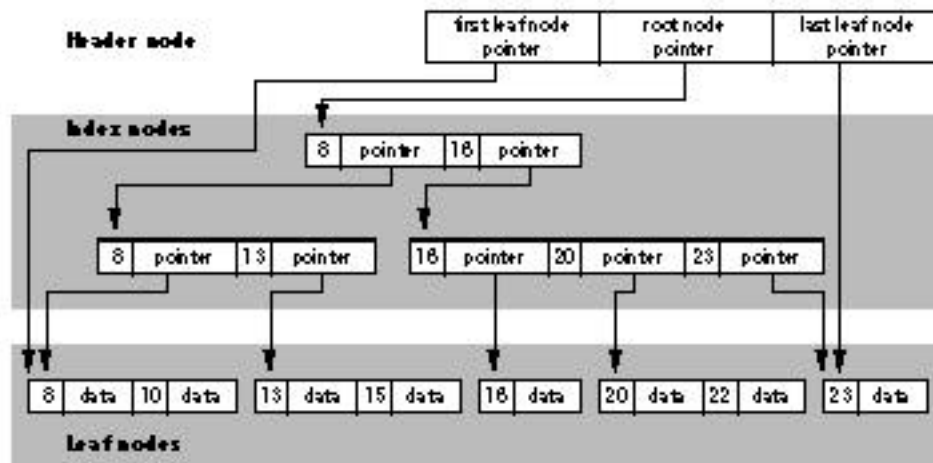 first leaf node pointer
root node pointer
last leaf node pointer
Header node
Index nodes
8 pointer 16 pointer
8 pointer 13 pointer
16 pointer 20 pointer 23 pointer
8 data 10 data
13 data 15 data
16 data
20 data 22 data
23 data
Leaf nodes